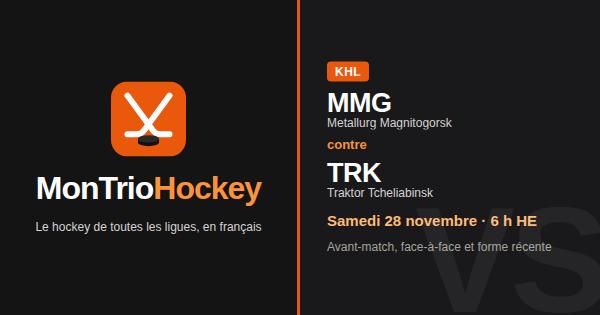 MonTrioHockey
Le hockey de toutes les ligues, en français
KHL
MMG
Metallurg Magnitogorsk
contre
TRK
Traktor Tcheliabinsk
Samedi 28 novembre · 6 h HE
Avant-match, face-à-face et forme récente
VS